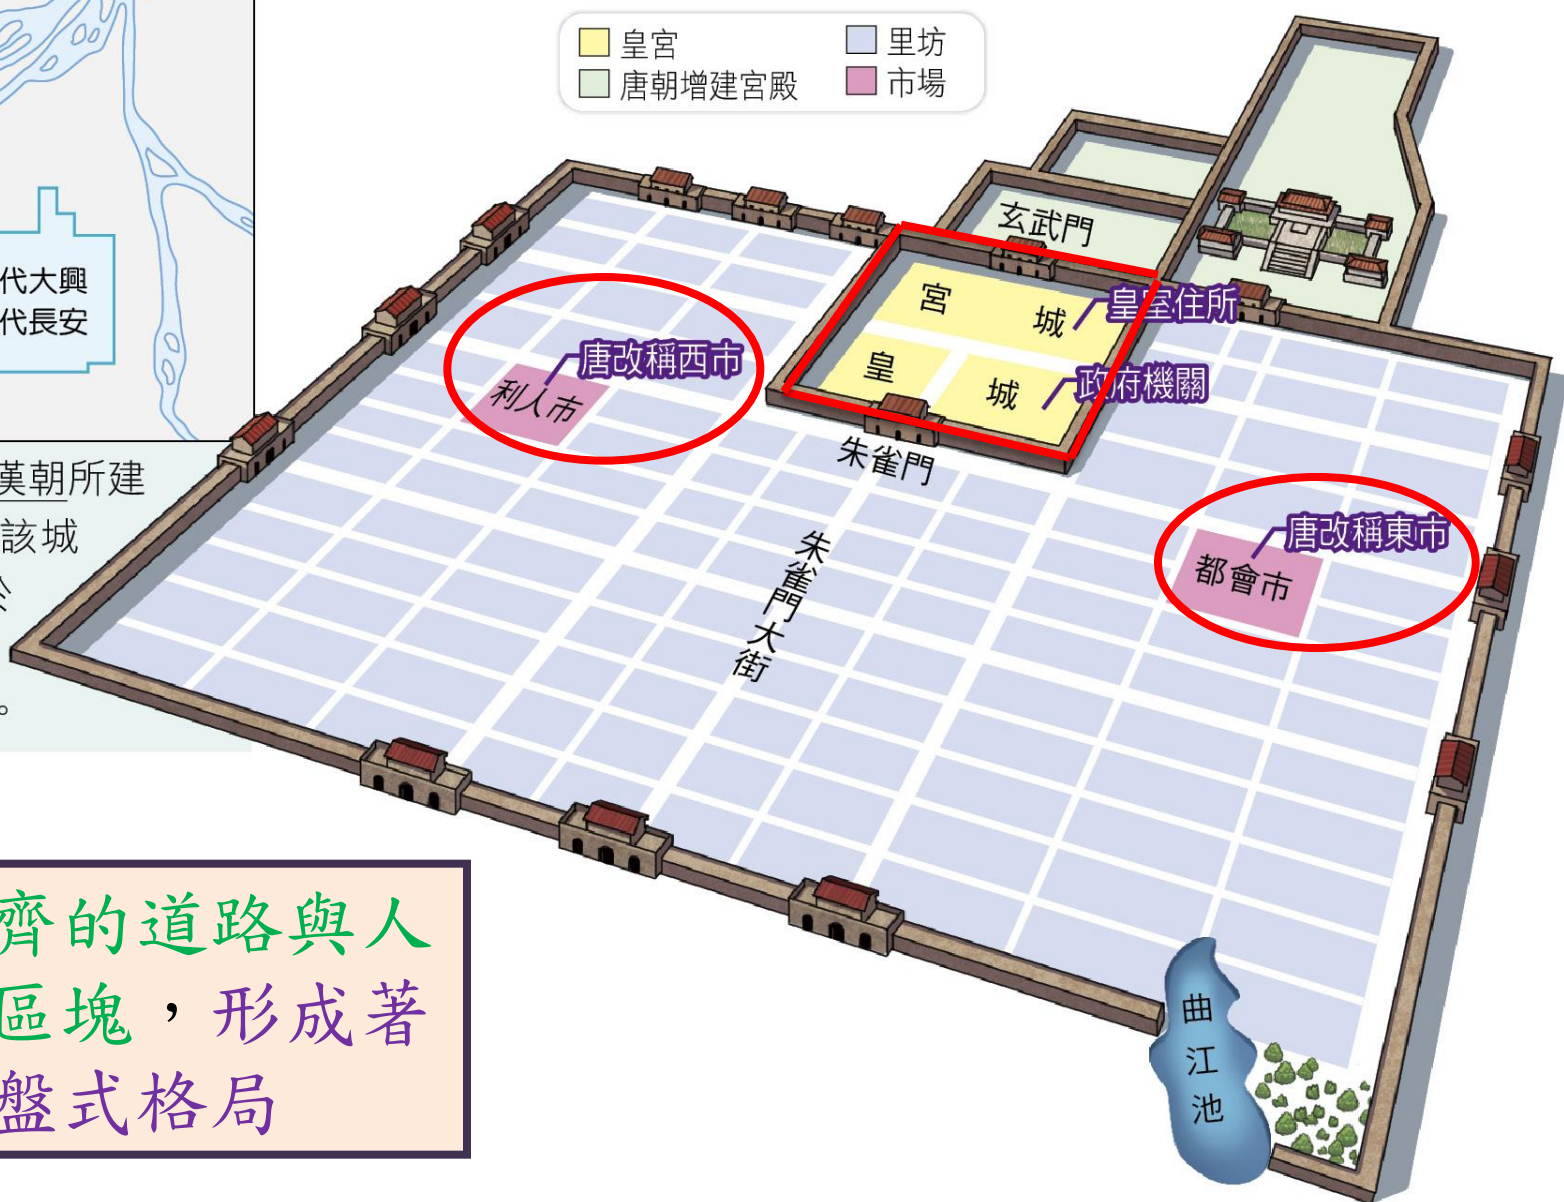 皇宮
里坊
唐朝增建宮殿
市場
代大興
代長安
漢朝所建
該城
。
玄武門
宮城
皇室住所
皇城
政府機關
朱雀門
唐改稱西市
利人市
朱雀門大街
唐改稱東市
都會市
曲江池
齊的道路與人
區塊，形成著
盤式格局